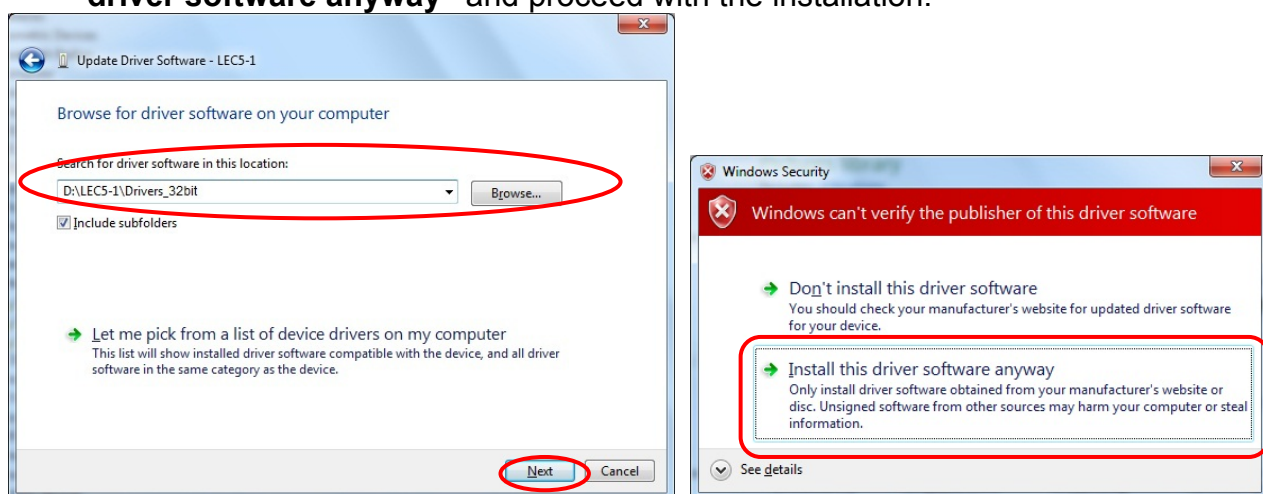 driver software anyway" and proceed with the installation.
Update Driver Software - LEC5-1
Browse for driver software on your computer
Search for driver software in this location:
D:\LEC5-1\Drivers_32bit
Browse...
Include subfolders
Let me pick from a list of device drivers on my computer
This list will show installed driver software compatible with the device, and all driver
software in the same category as the device.
Next
Cancel
Windows Security
Windows can't verify the publisher of this driver software
Don't install this driver software
You should check your manufacturer's website for updated driver software
for your device.
Install this driver software anyway
Only install driver software obtained from your manufacturer's website or
disc. Unsigned software from other sources may harm your computer or steal
information.
See details